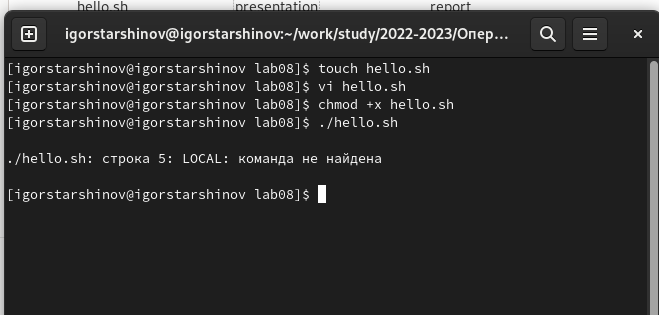 hello.sh presentation report
igorstarshinov@igorstarshinov:~/work/study/2022-2023/Опер...
[igorstarshinov@igorstarshinov lab08]$ touch hello.sh
[igorstarshinov@igorstarshinov lab08]$ vi hello.sh
[igorstarshinov@igorstarshinov lab08]$ chmod +x hello.sh
[igorstarshinov@igorstarshinov lab08]$ ./hello.sh
./hello.sh: строка 5: LOCAL: команда не найдена
[igorstarshinov@igorstarshinov lab08]$